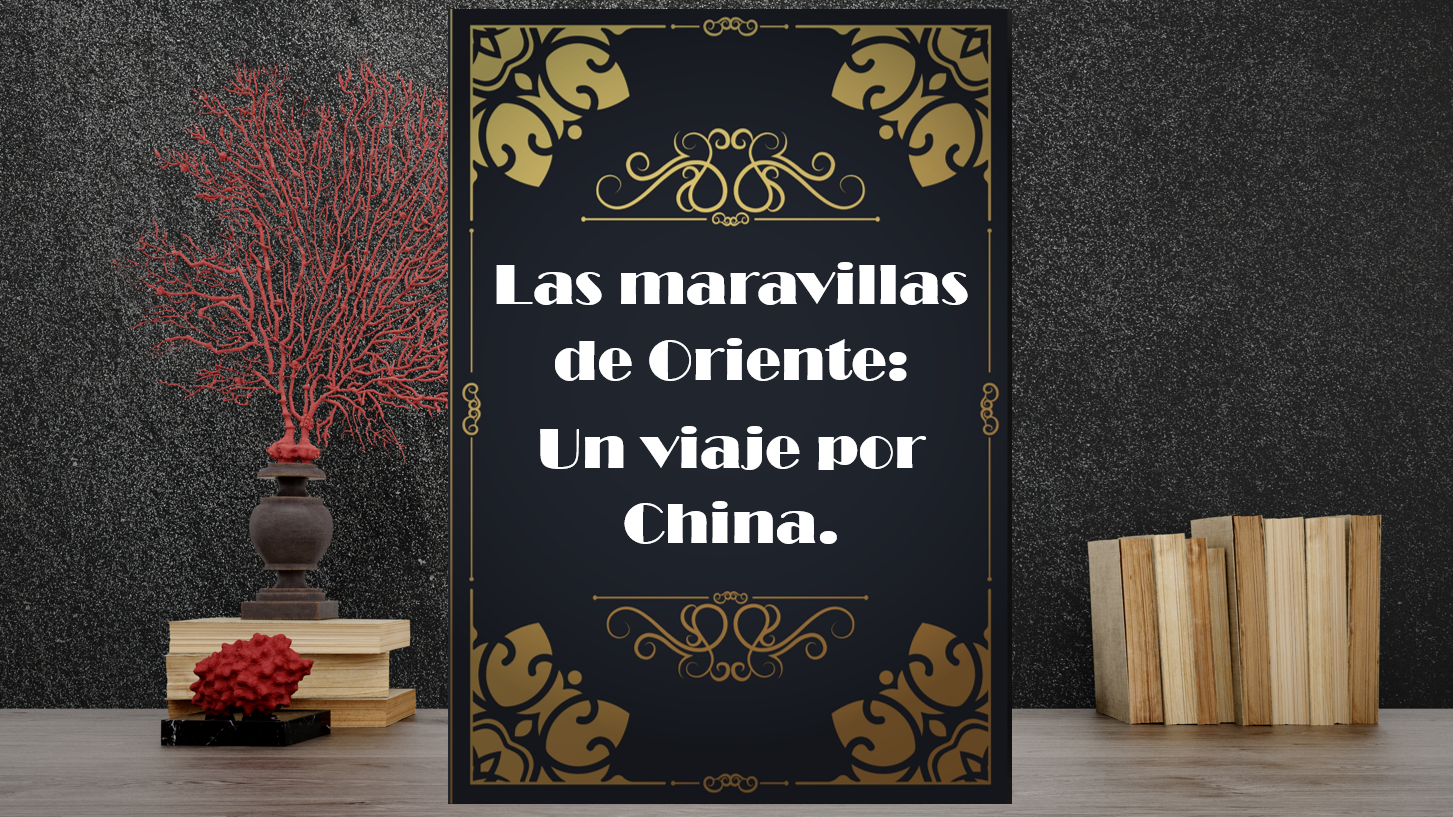 Las maravillas
de Oriente:
Un viaje por
China.